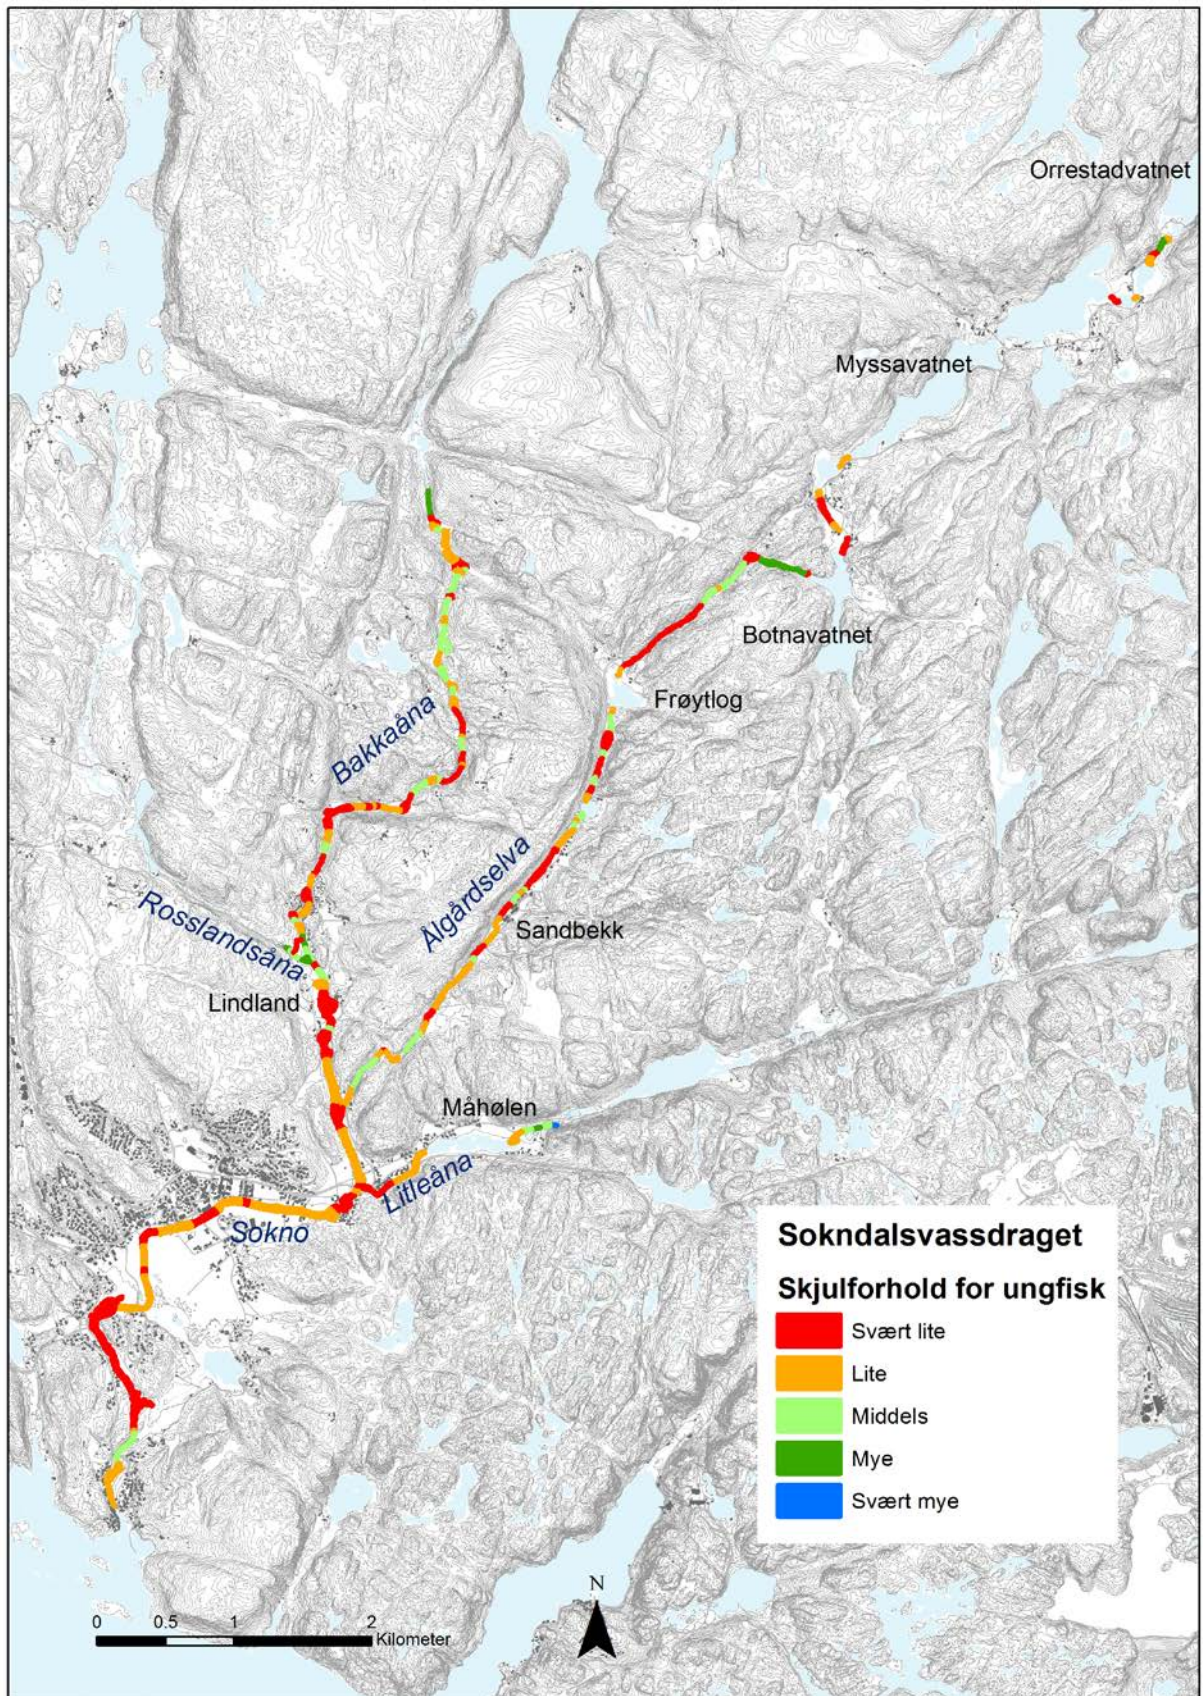 Orrestadvatnet
Myssavatnet
Botnavatnet
Frøytlog
Bakkaåna
Ålgårdselva
Sandbekk
Rosslandsåna
Lindland
Måhølen
Litleåna
Sokno
Sokndalsvassdraget
Skjulforhold for ungfisk
Svært lite
Lite
Middels
Mye
Svært mye
N
0 0.5 1 2
Kilometer